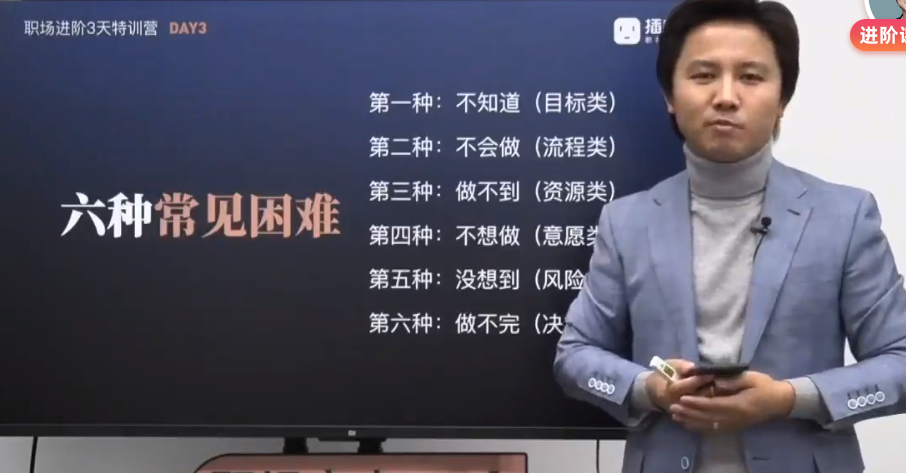 职场进阶3天特训营 DAY3
插
进阶
六种常见困难
第一种：不知道（目标类）
第二种：不会做（流程类）
第三种：做不到（资源类）
第四种：不想做（意愿类
第五种：没想到（风险
第六种：做不完（决